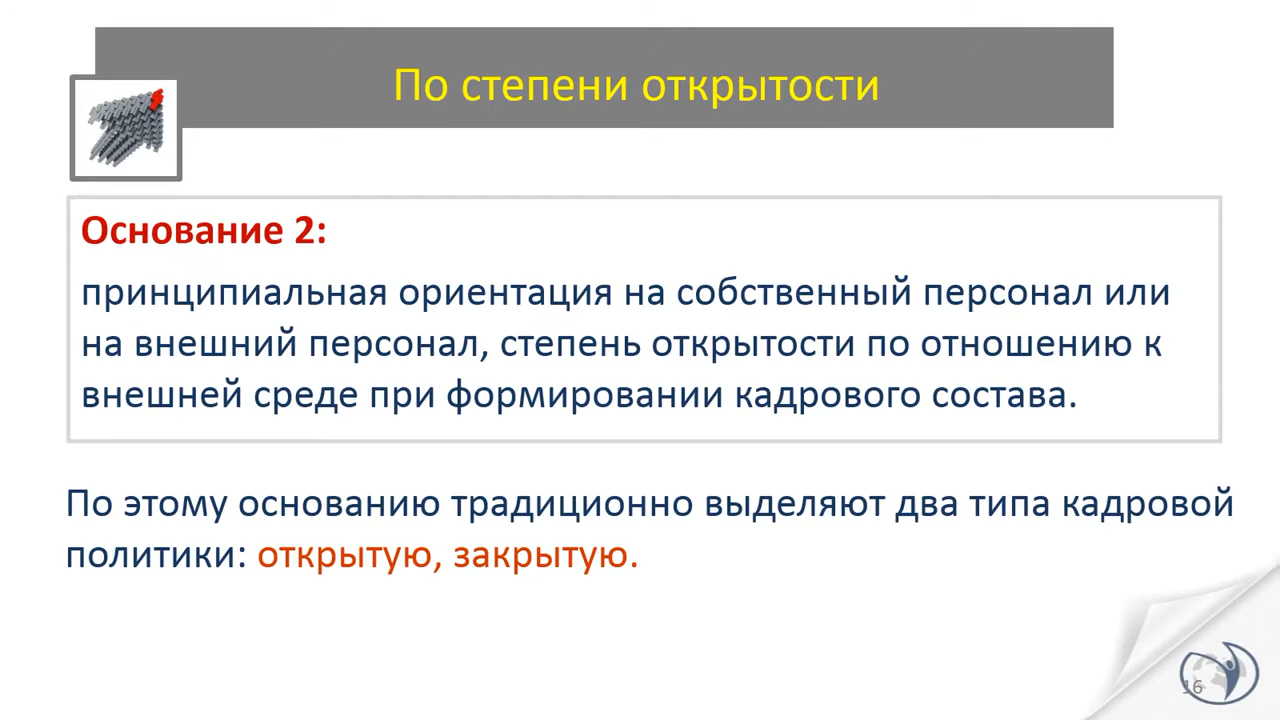 По степени открытости
Основание 2:
принципиальная ориентация на собственный персонал или
на внешний персонал, степень открытости по отношению к
внешней среде при формировании кадрового состава.
По этому основанию традиционно выделяют два типа кадровой
политики: открытую, закрытую.
16